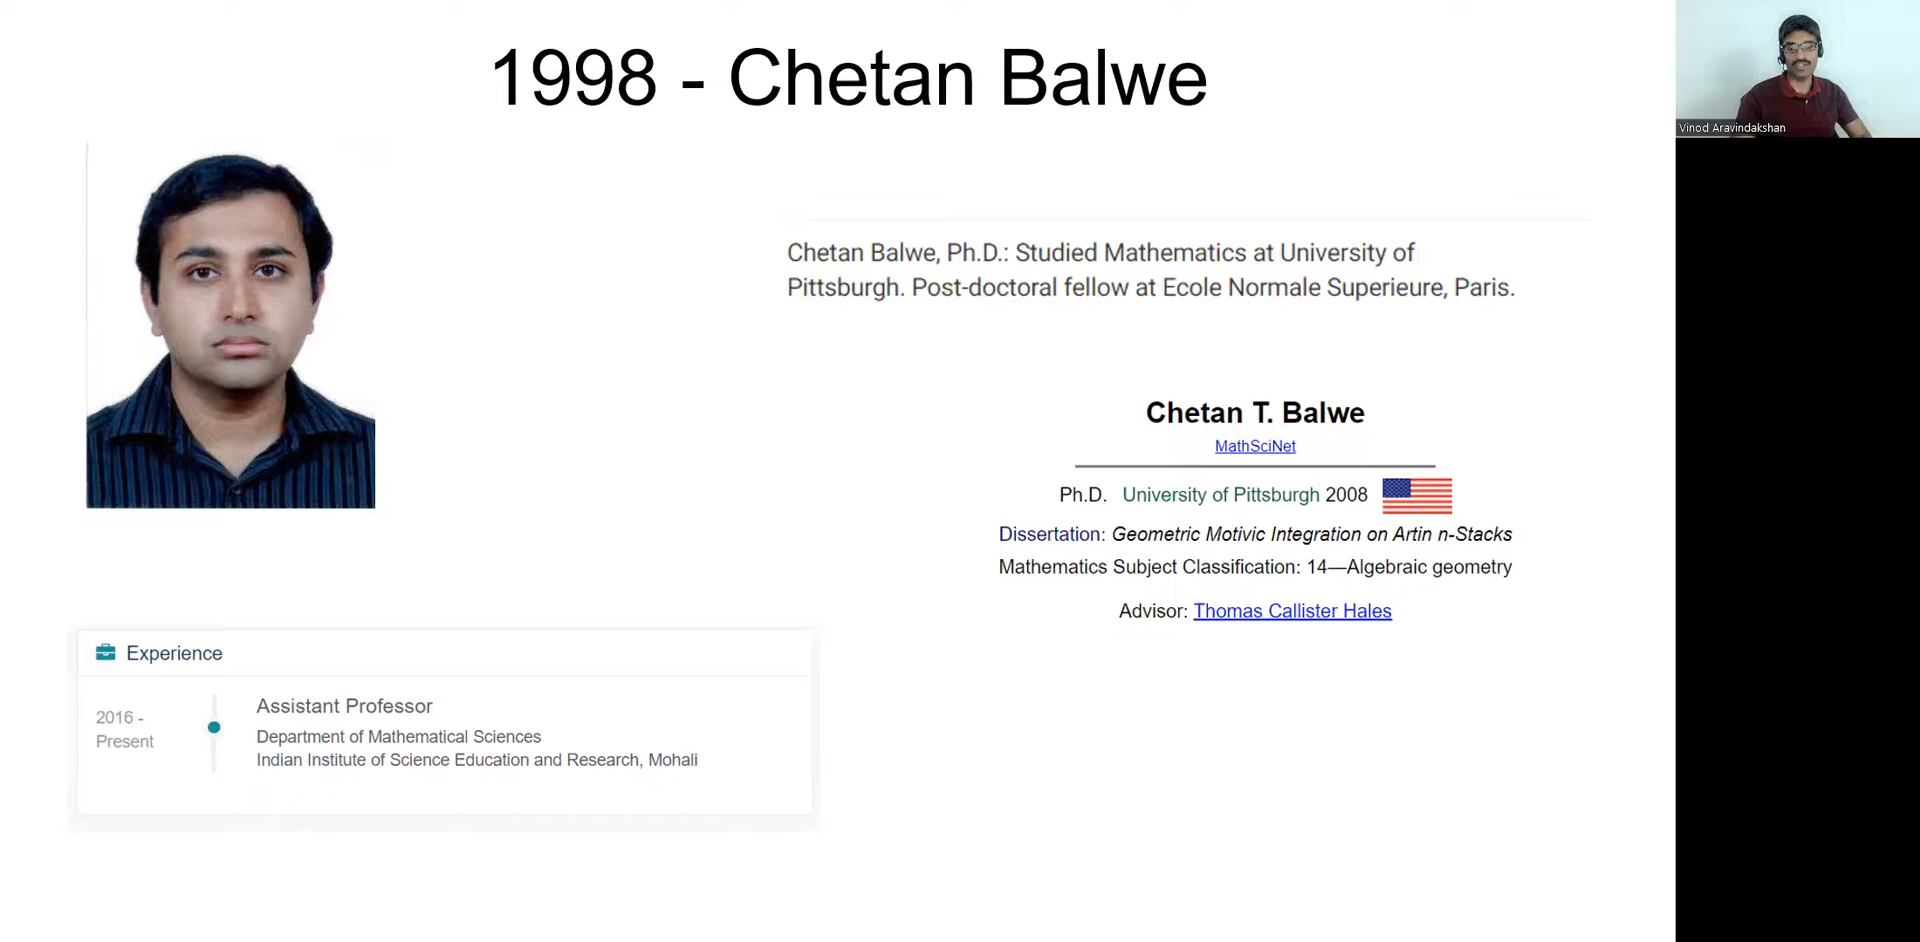 1998 - Chetan Balwe
Vinod Aravindakshan
Chetan Balwe, Ph.D.: Studied Mathematics at University of
Pittsburgh. Post-doctoral fellow at Ecole Normale Superieure, Paris.
Chetan T. Balwe
MathSciNet
Ph.D. University of Pittsburgh 2008
Dissertation: Geometric Motivic Integration on Artin n-Stacks
Mathematics Subject Classification: 14—Algebraic geometry
Advisor: Thomas Callister Hales
Experience
2016 -
Present
Assistant Professor
Department of Mathematical Sciences
Indian Institute of Science Education and Research, Mohali